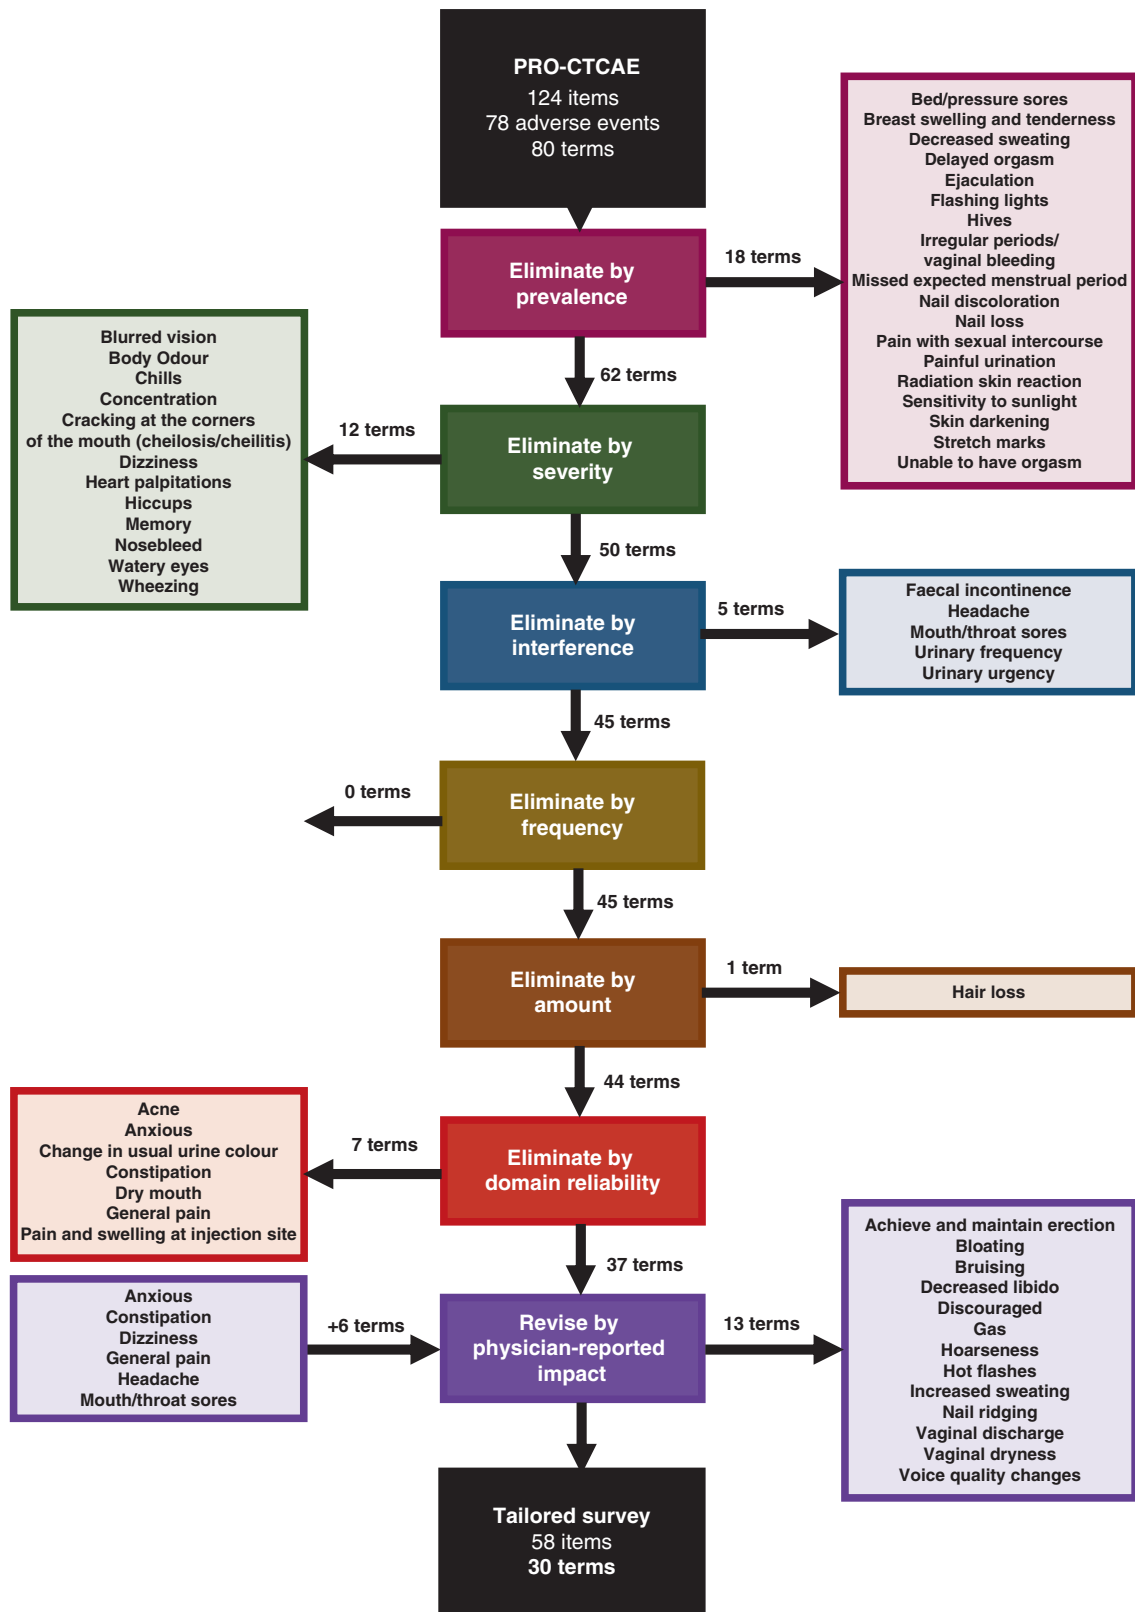 PRO-CTCAE
124 items
78 adverse events
80 terms
Eliminate by
prevalence
18 terms
Bed/pressure sores
Breast swelling and tenderness
Decreased sweating
Delayed orgasm
Ejaculation
Flashing lights
Hives
Irregular periods/
vaginal bleeding
Missed expected menstrual period
Nail discoloration
Nail loss
Pain with sexual intercourse
Painful urination
Radiation skin reaction
Sensitivity to sunlight
Skin darkening
Stretch marks
Unable to have orgasm
62 terms
Eliminate by
severity
12 terms
Blurred vision
Body Odour
Chills
Concentration
Cracking at the corners
of the mouth (cheilosis/cheilitis)
Dizziness
Heart palpitations
Hiccups
Memory
Nosebleed
Watery eyes
Wheezing
50 terms
Eliminate by
interference
5 terms
Faecal incontinence
Headache
Mouth/throat sores
Urinary frequency
Urinary urgency
45 terms
Eliminate by
frequency
0 terms
45 terms
Eliminate by
amount
1 term
Hair loss
44 terms
Eliminate by
domain reliability
7 terms
Acne
Anxious
Change in usual urine colour
Constipation
Dry mouth
General pain
Pain and swelling at injection site
37 terms
Revise by
physician-reported
impact
+6 terms
Anxious
Constipation
Dizziness
General pain
Headache
Mouth/throat sores
13 terms
Achieve and maintain erection
Bloating
Bruising
Decreased libido
Discouraged
Gas
Hoarseness
Hot flashes
Increased sweating
Nail ridging
Vaginal discharge
Vaginal dryness
Voice quality changes
Tailored survey
58 items
30 terms